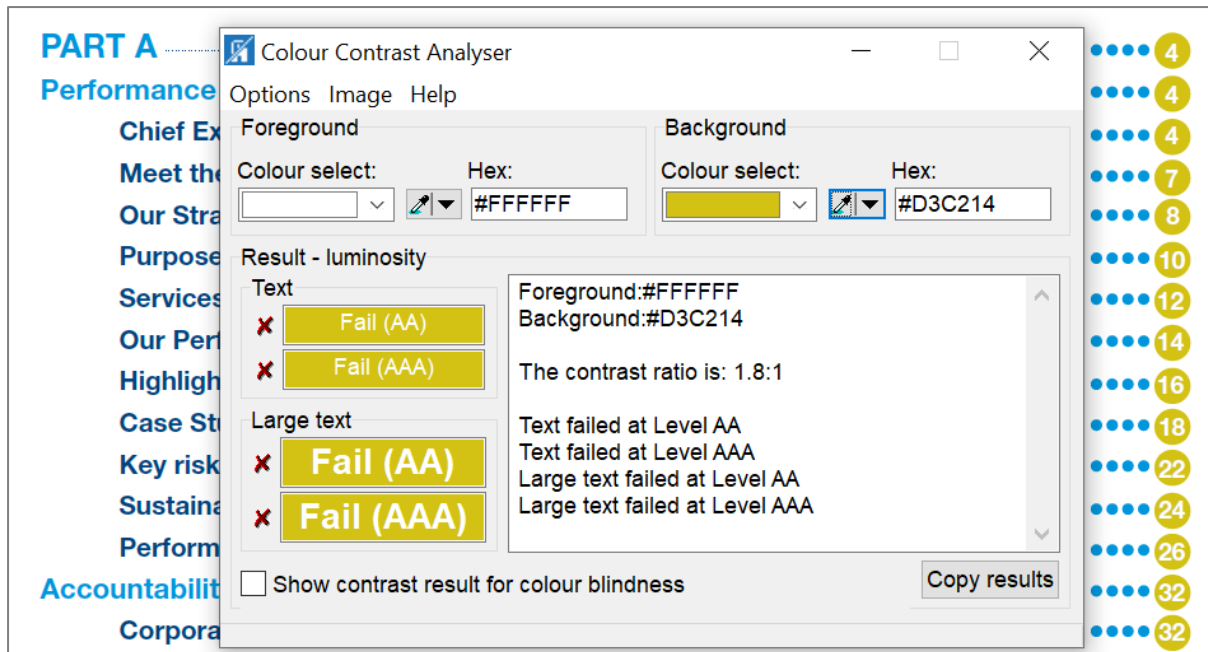 PART A
4
Colour Contrast Analyser
Performance
4
Options Image Help
Chief Ex
4
Foreground
Background
Meet the
7
Colour select:
Hex:
Colour select:
Hex:
Our Stra
8
#FFFFFF
#D3C214
Purpose
10
Result - luminosity
Services
12
Text
Fail (AA)
Fail (AAA)
Foreground:#FFFFFF
Background:#D3C214
The contrast ratio is: 1.8:1
Our Perf
14
Highligh
16
Case Stu
18
Large text
Fail (AA)
Fail (AAA)
Text failed at Level AA
Text failed at Level AAA
Large text failed at Level AA
Large text failed at Level AAA
Key risk
22
Sustaina
24
Perform
26
Accountabilit
32
Show contrast result for colour blindness
Copy results
Corpora
32